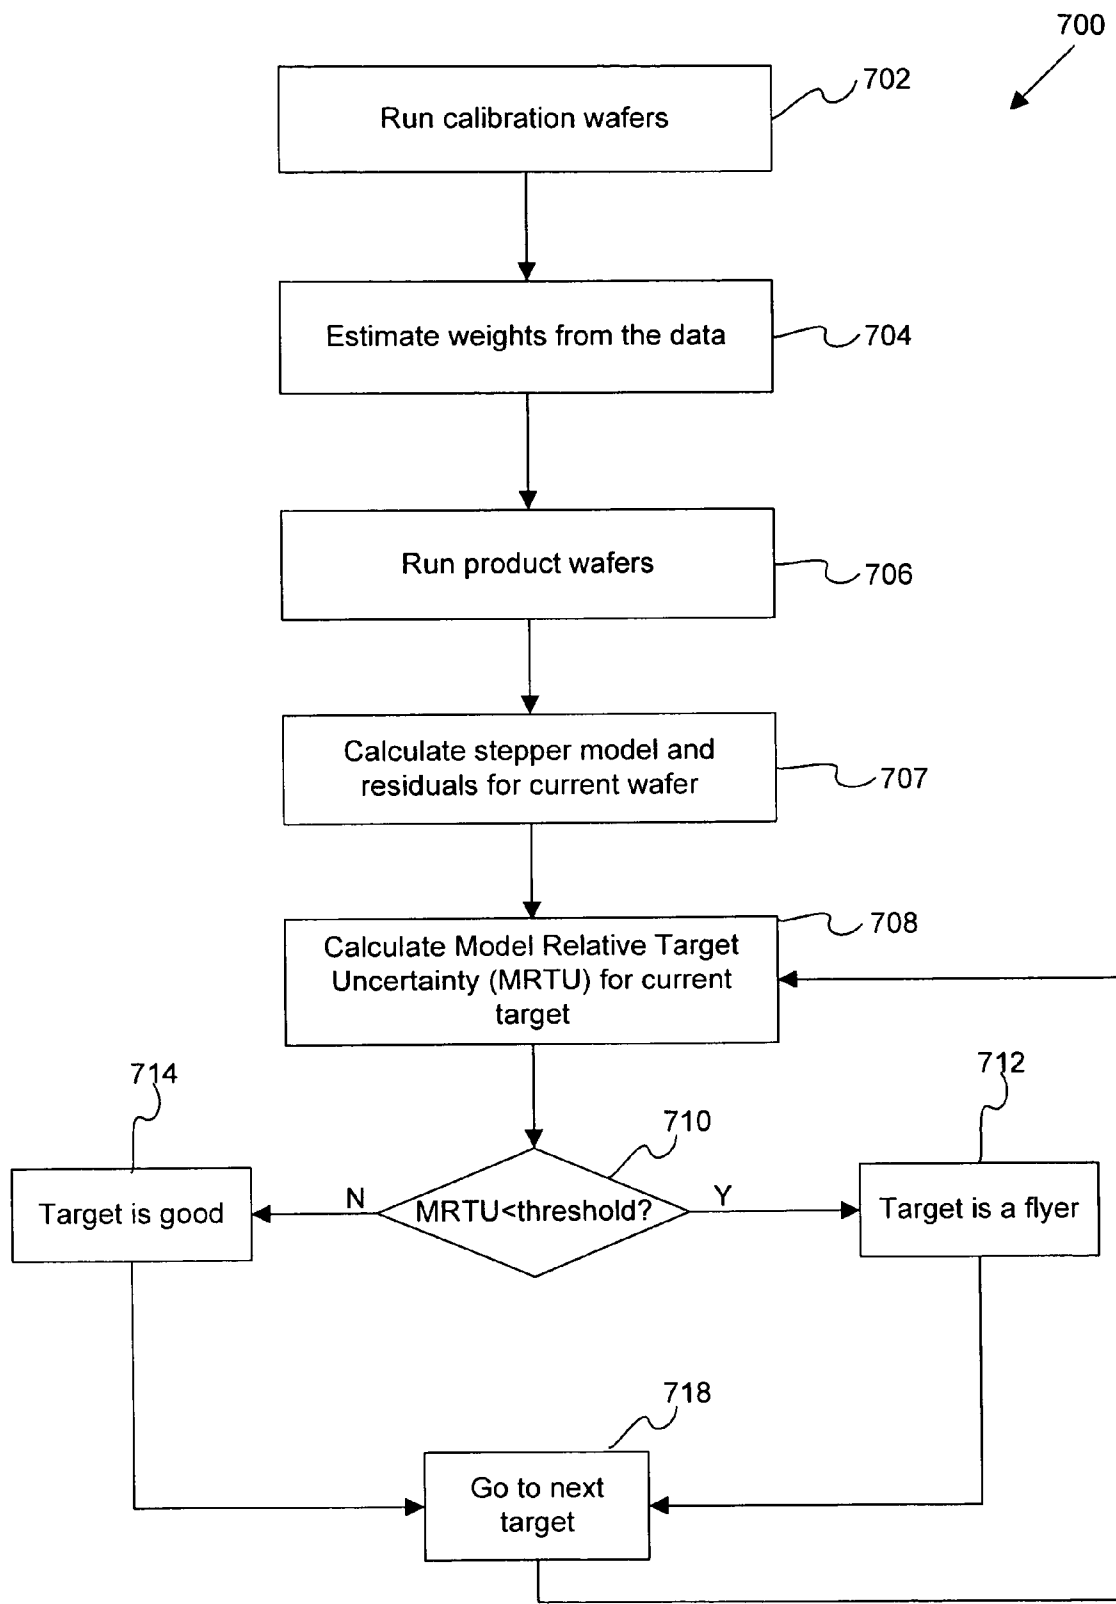 700
702
Run calibration wafers
Estimate weights from the data
704
Run product wafers
706
Calculate stepper model and
residuals for current wafer
707
708
Calculate Model Relative Target
Uncertainty (MRTU) for current
target
714
712
710
Target is good
N
MRTU<threshold?
Y
Target is a flyer
718
Go to next
target